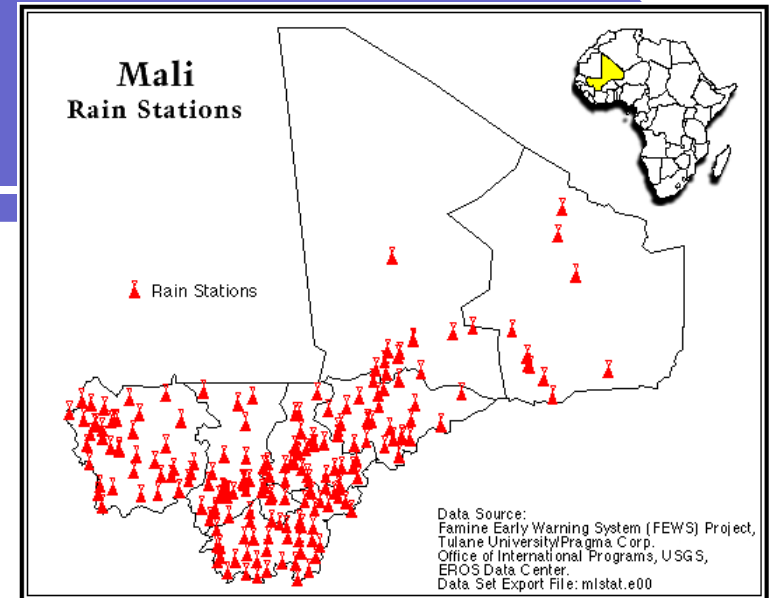 Mali
Rain Stations
Rain Stations
Data Source:
Famine Early Warning System (FEWS) Project,
Tulane University/Pragma Corp.
Office of International Programs, USGS,
EROS Data Center.
Data Set Export File: mlstat.e00